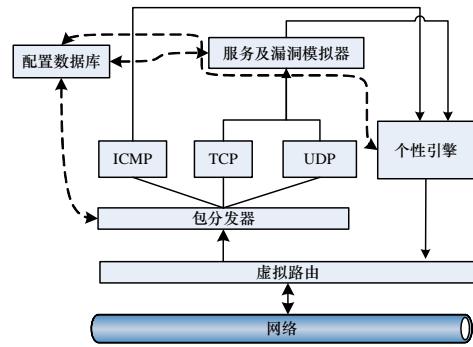 配置数据库
服务及漏洞模拟器
ICMP
TCP
UDP
个性引擎
包分发器
虚拟路由
网络